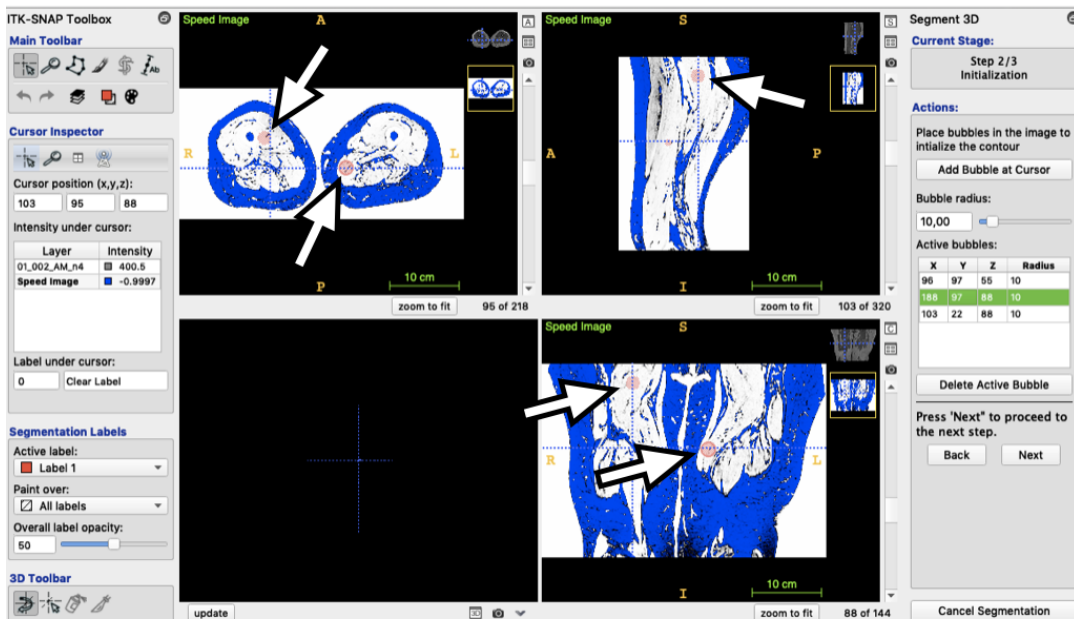 ITK-SNAP Toolbox
Main Toolbar
Ab
Cursor Inspector
Cursor position (x,y,z):
103 95 88
Intensity under cursor:
Layer Intensity
01_002_AM_n4 400.5
Speed Image -0.9997
Label under cursor:
0 Clear Label
Segmentation Labels
Active label:
Label 1
Paint over:
All labels
Overall label opacity:
50
3D Toolbar
Speed Image
A
A
R
L
P
10 cm
zoom to fit 95 of 218
Speed Image
S
S
A
P
I
10 cm
zoom to fit 103 of 320
update
3D
Speed Image
S
C
R
L
I
10 cm
zoom to fit 88 of 144
Segment 3D
Current Stage:
Step 2/3
Initialization
Actions:
Place bubbles in the image to
intialize the contour
Add Bubble at Cursor
Bubble radius:
10,00
Active bubbles:
X Y Z Radius
96 97 55 10
188 97 88 10
103 22 88 10
Delete Active Bubble
Press 'Next" to proceed to
the next step.
Back Next
Cancel Segmentation